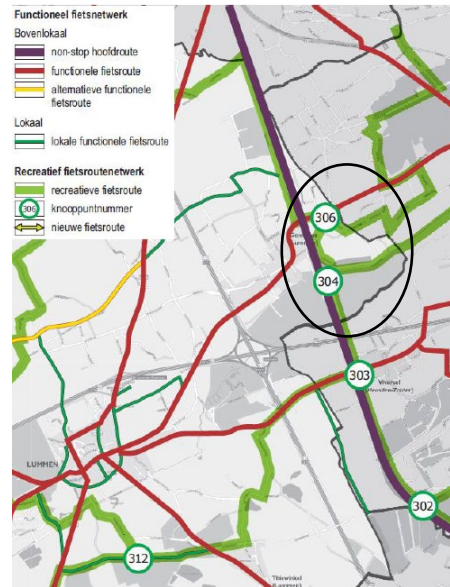 Functioneel fietsnetwerk
Bovenlokaal
non-stop hoofdroute
functionele fietsroute
alternatieve functionele
fietsroute
Lokaal
lokale functionele fietsroute
Recreatief fietsroutenetwerk
recreatieve fietsroute
306
knooppuntnummer
nieuwe fietsroute
306
304
303
Viversel
302
LUMMEN
312